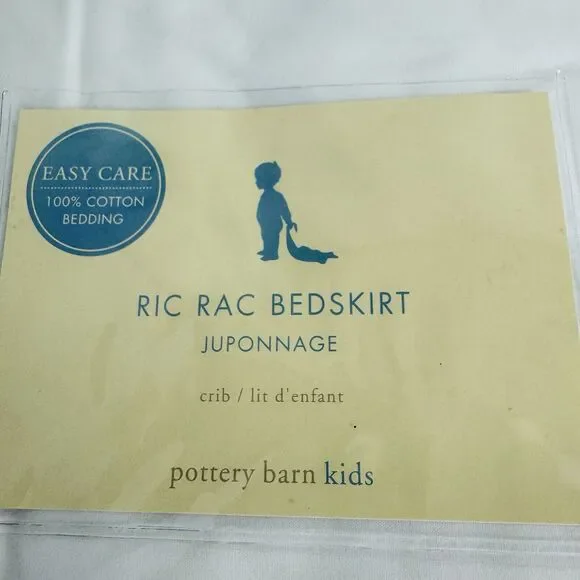 EASY CARE
100% COTTON
BEDDING
RIC RAC BEDSKIRT
JUPONNAGE
crib / lit d'enfant
pottery barn kids